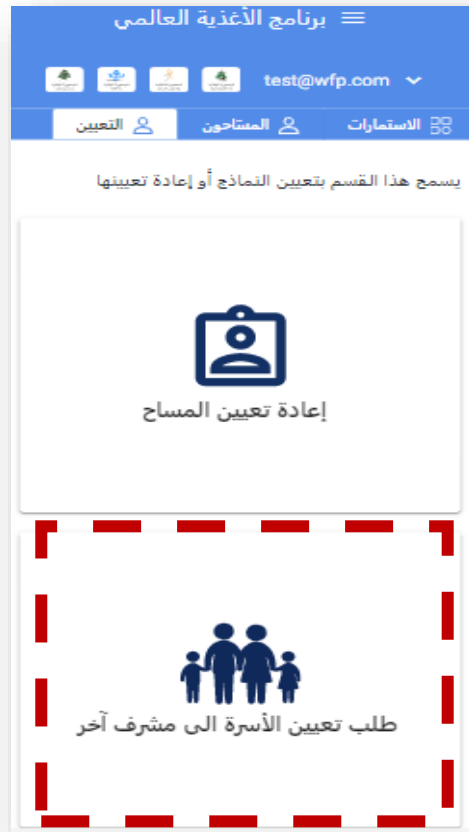 برنامج الأغذية العالمي
test@wfp.com
الاستمارات
المستاحون
التعيين
يسمح هذا القسم بتعيين النماذج أو إعادة تعيينها
إعادة تعيين المساح
طلب تعيين الأسرة الى مشرف آخر